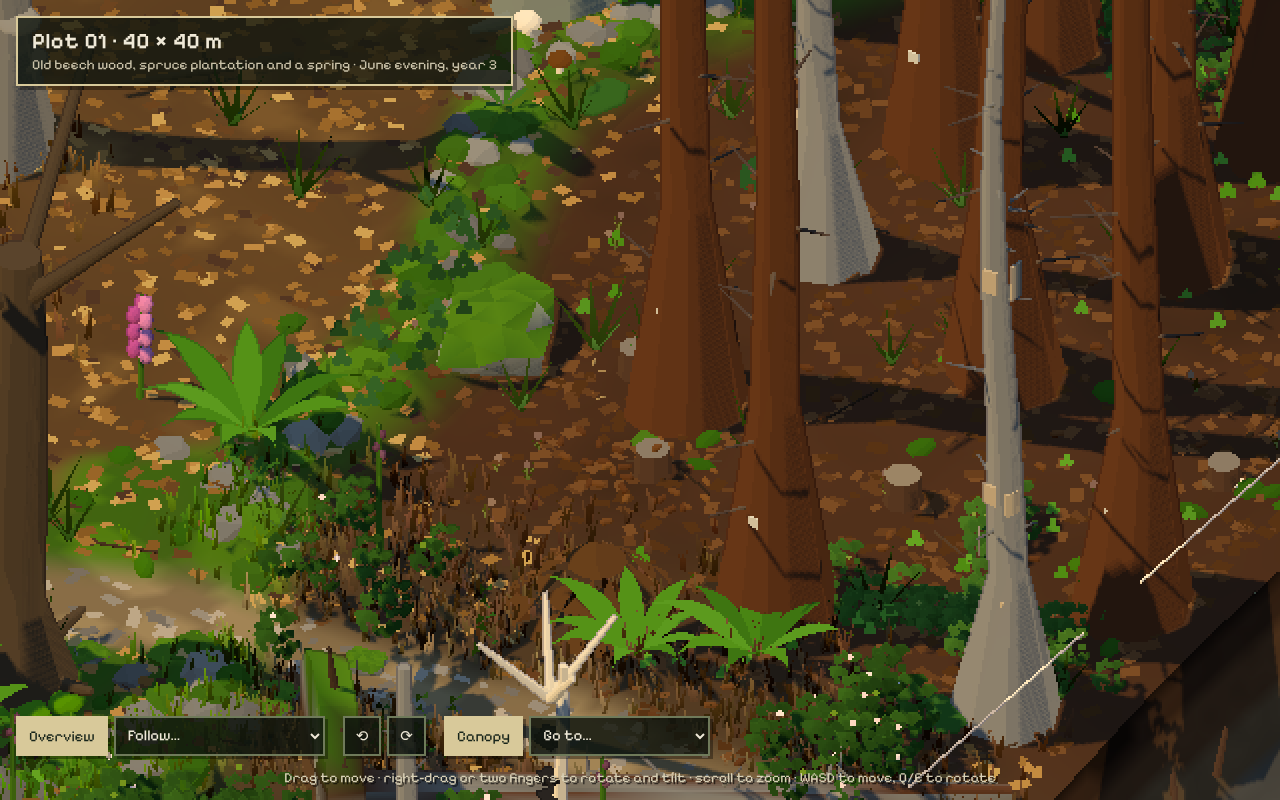 Plot 01 · 40 × 40 m
Old beech wood, spruce plantation and a spring · June evening, year 3
Overview
Follow...
⟲
⟳
Canopy
Go to...
Drag to move · right-drag or two fingers to rotate and tilt · scroll to zoom · WASD to move, Q/E to rotate